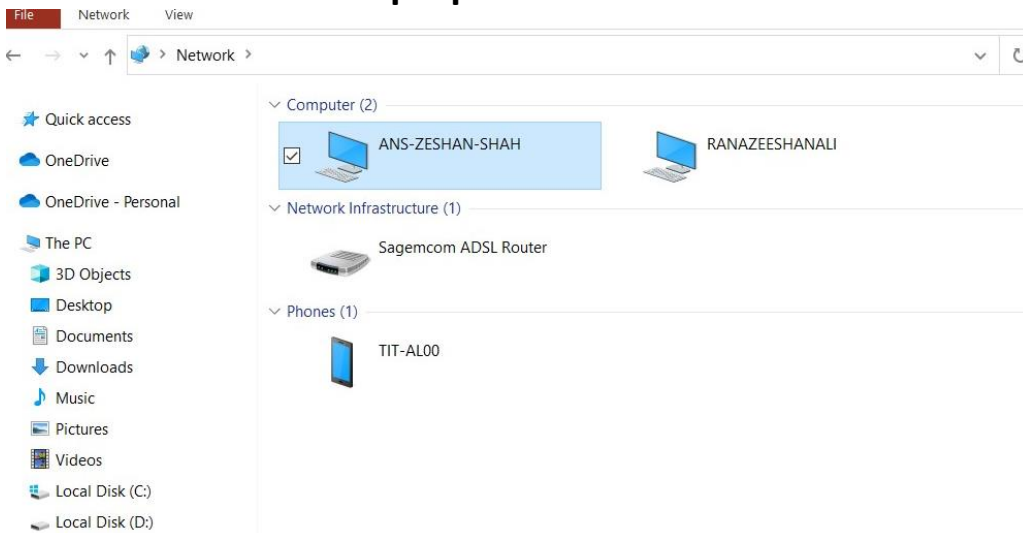 File Network View
Network
Computer (2)
Quick access
ANS-ZESHAN-SHAH RANAZEESHANALI
OneDrive
OneDrive - Personal
Network Infrastructure (1)
The PC
Sagemcom ADSL Router
3D Objects
Desktop
Phones (1)
Documents
TIT-AL00
Downloads
Music
Pictures
Videos
Local Disk (C:)
Local Disk (D:)